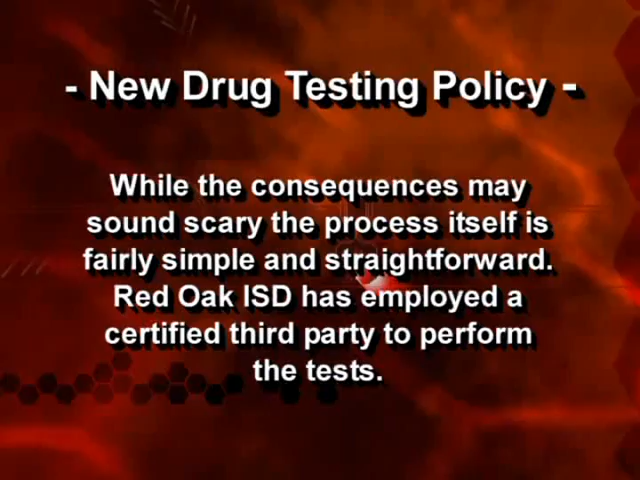 - New Drug Testing Policy -
While the consequences may
sound scary the process itself is
fairly simple and straightforward.
Red Oak ISD has employed a
certified third party to perform
the tests.